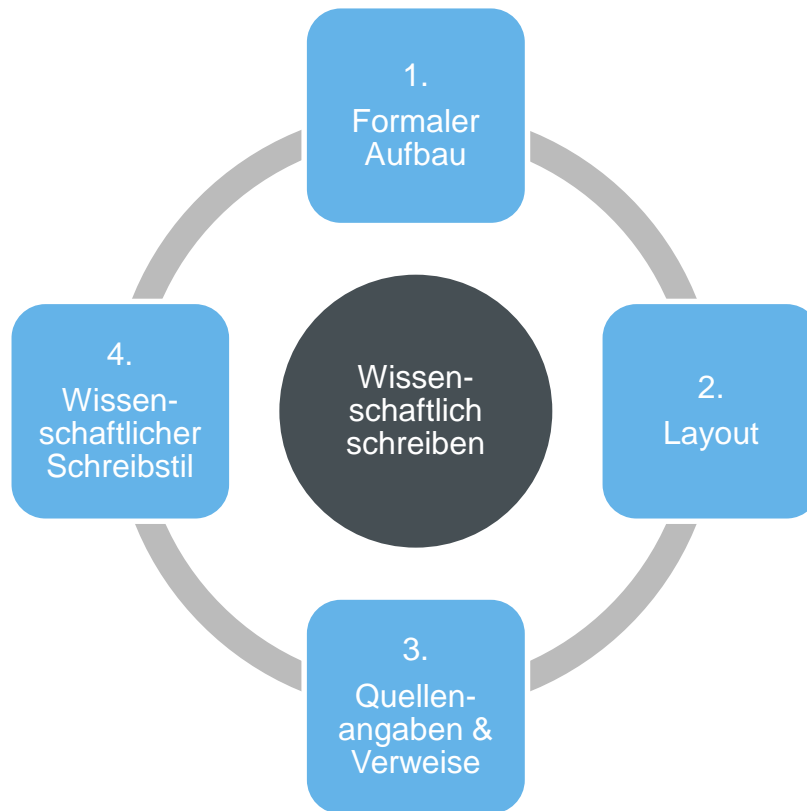 1.
Formaler
Aufbau
2.
Layout
3.
Quellen-
angaben &
Verweise
4.
Wissen-
schaftlicher
Schreibstil
Wissen-
schaftlich
schreiben